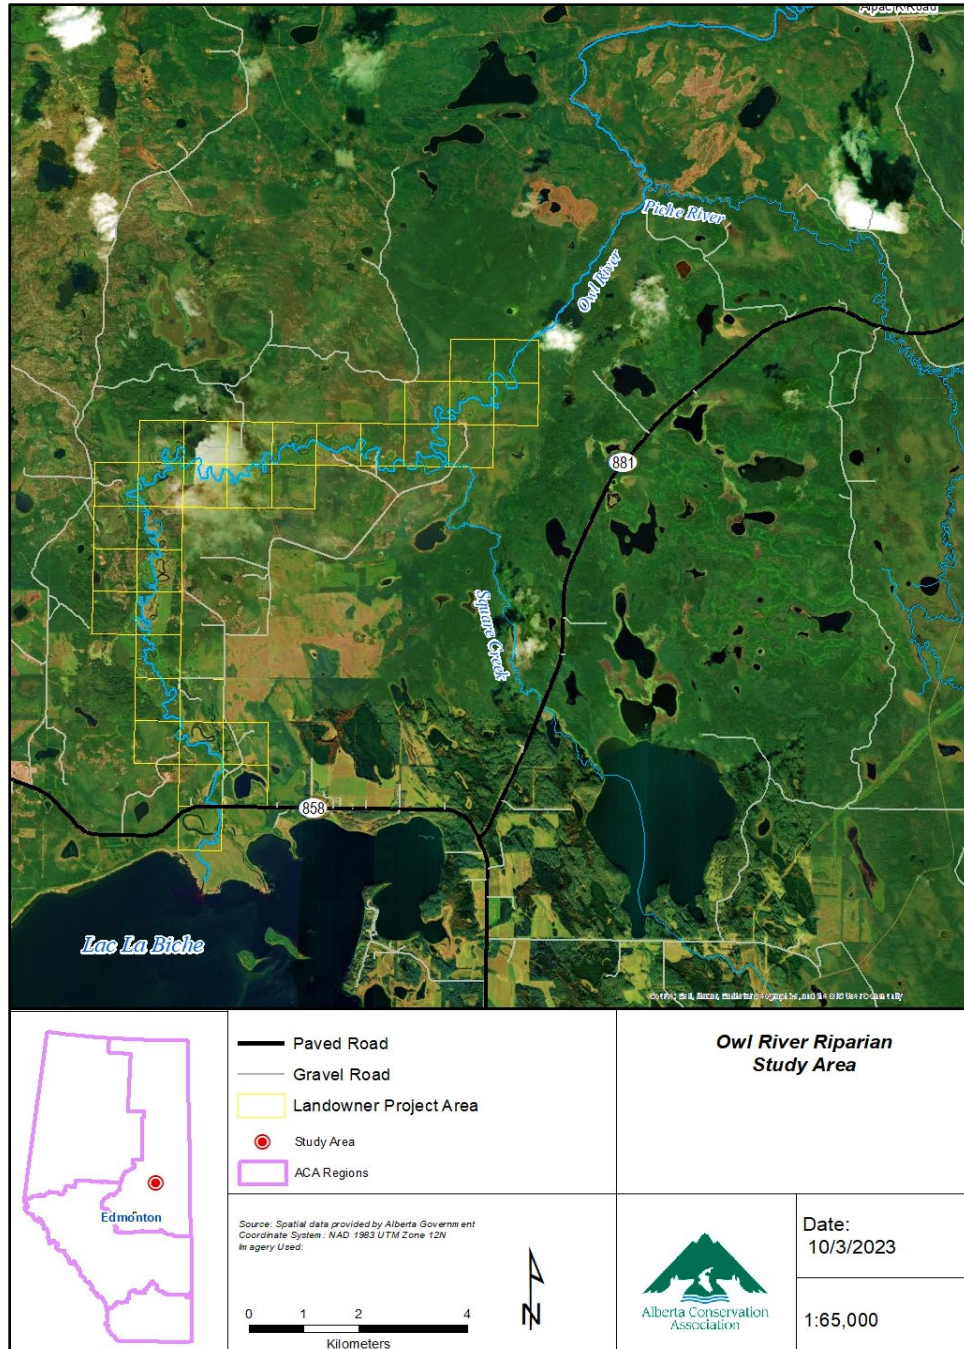 Piche River
Owl River
881
Square Creek
858
Lac La Biche
Edmonton
Paved Road
Gravel Road
Landowner Project Area
Study Area
ACA Regions
Owl River Riparian
Study Area
Source: Spatial data provided by Alberta Government
Coordinate System: NAD 1983 UTM Zone 12N
Imagery Used:
0 1 2 4
Kilometers
N
Alberta Conservation
Association
Date:
10/3/2023
1:65,000